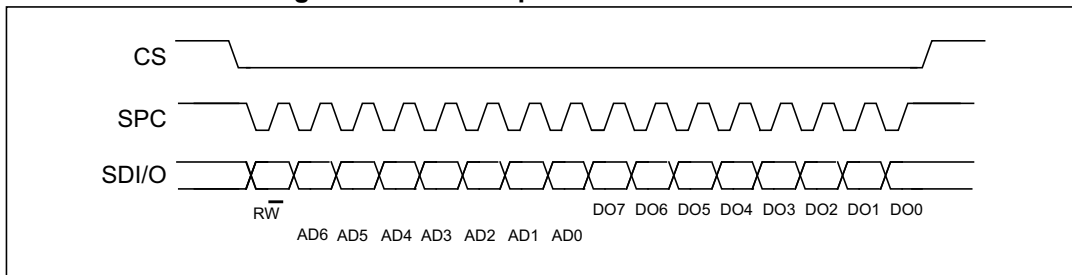 CS
SPC
SDI/O
RW
DO7 DO6 DO5 DO4 DO3 DO2 DO1 DO0
AD6 AD5 AD4 AD3 AD2 AD1 AD0